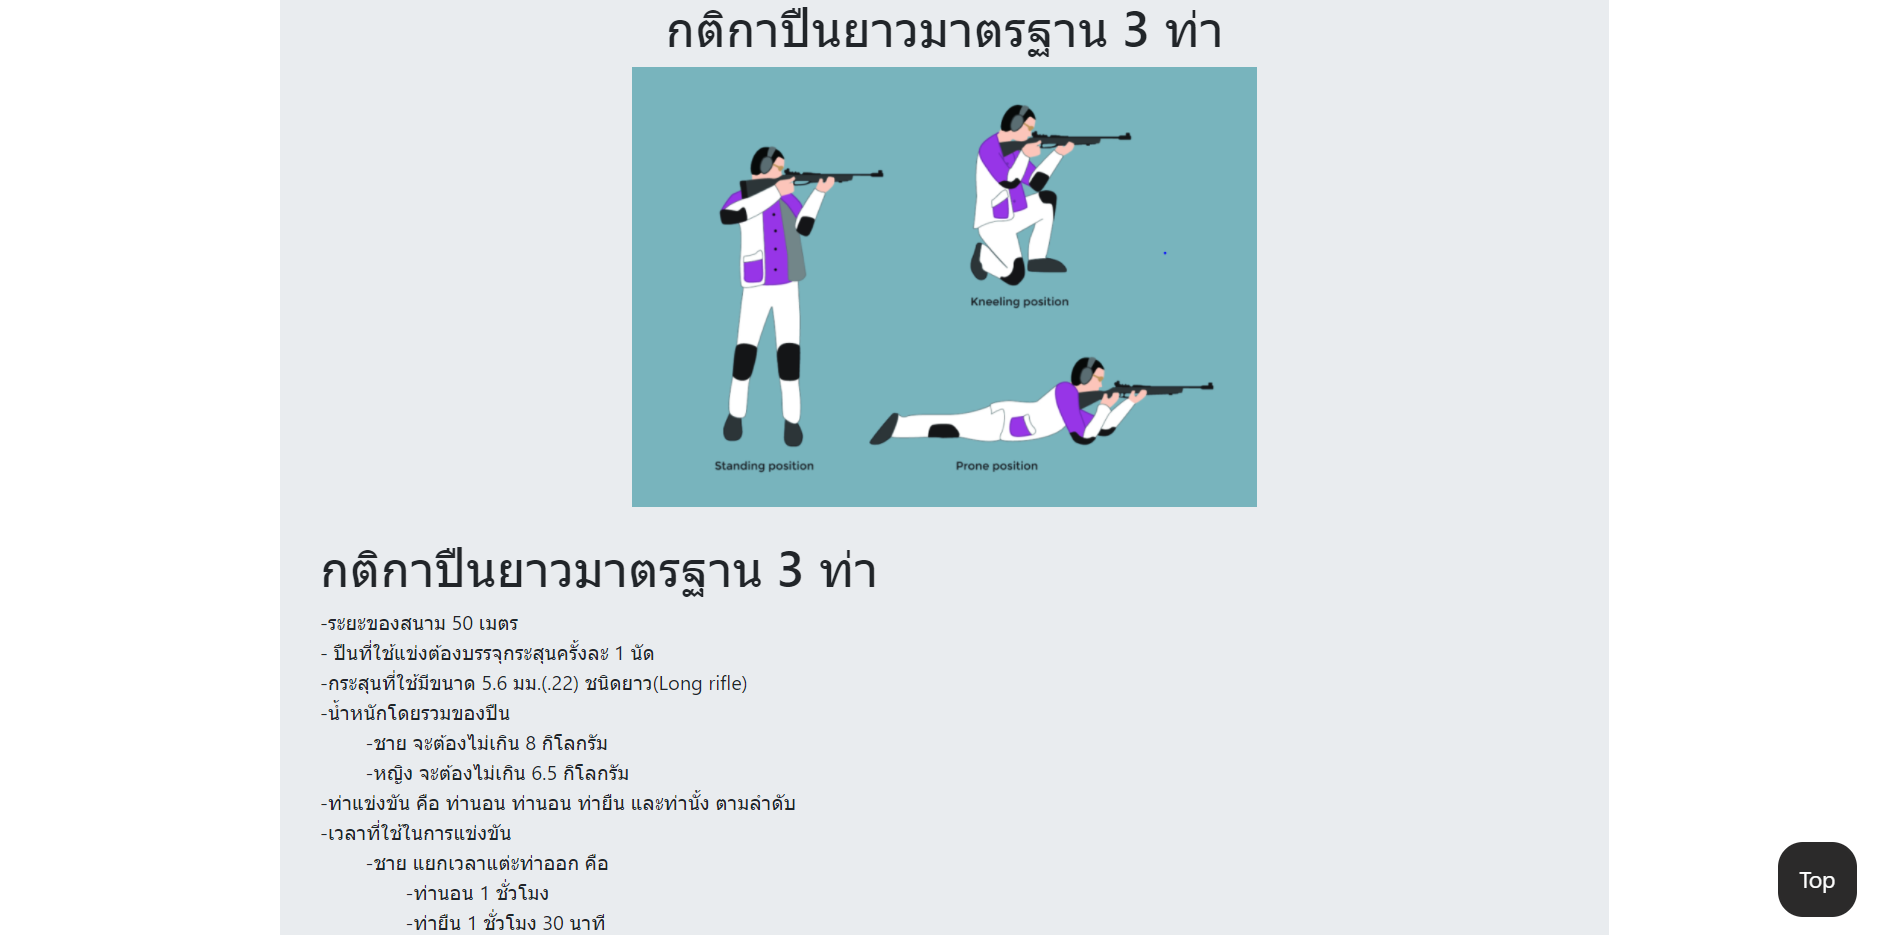 กติกาปืนยาวมาตรฐาน 3 ท่า
Kneeling position
Standing position
Prone position
กติกาปืนยาวมาตรฐาน 3 ท่า
-ระยะของสนาม 50 เมตร
- ปืนที่ใช้แข่งต้องบรรจุกระสุนครั้งละ 1 นัด
-กระสุนที่ใช้มีขนาด 5.6 มม.(.22) ชนิดยาว(Long rifle)
-น้ำหนักโดยรวมของปืน
-ชาย จะต้องไม่เกิน 8 กิโลกรัม
-หญิง จะต้องไม่เกิน 6.5 กิโลกรัม
-ท่าแข่งขัน คือ ท่านอน ท่านอน ท่ายืน และท่านั้ง ตามลำดับ
-เวลาที่ใช้ในการแข่งขัน
-ชาย แยกเวลาแต่ะท่าออก คือ
-ท่านอน 1 ชั่วโมง
-ท่ายืน 1 ชั่วโมง 30 นาที
Top